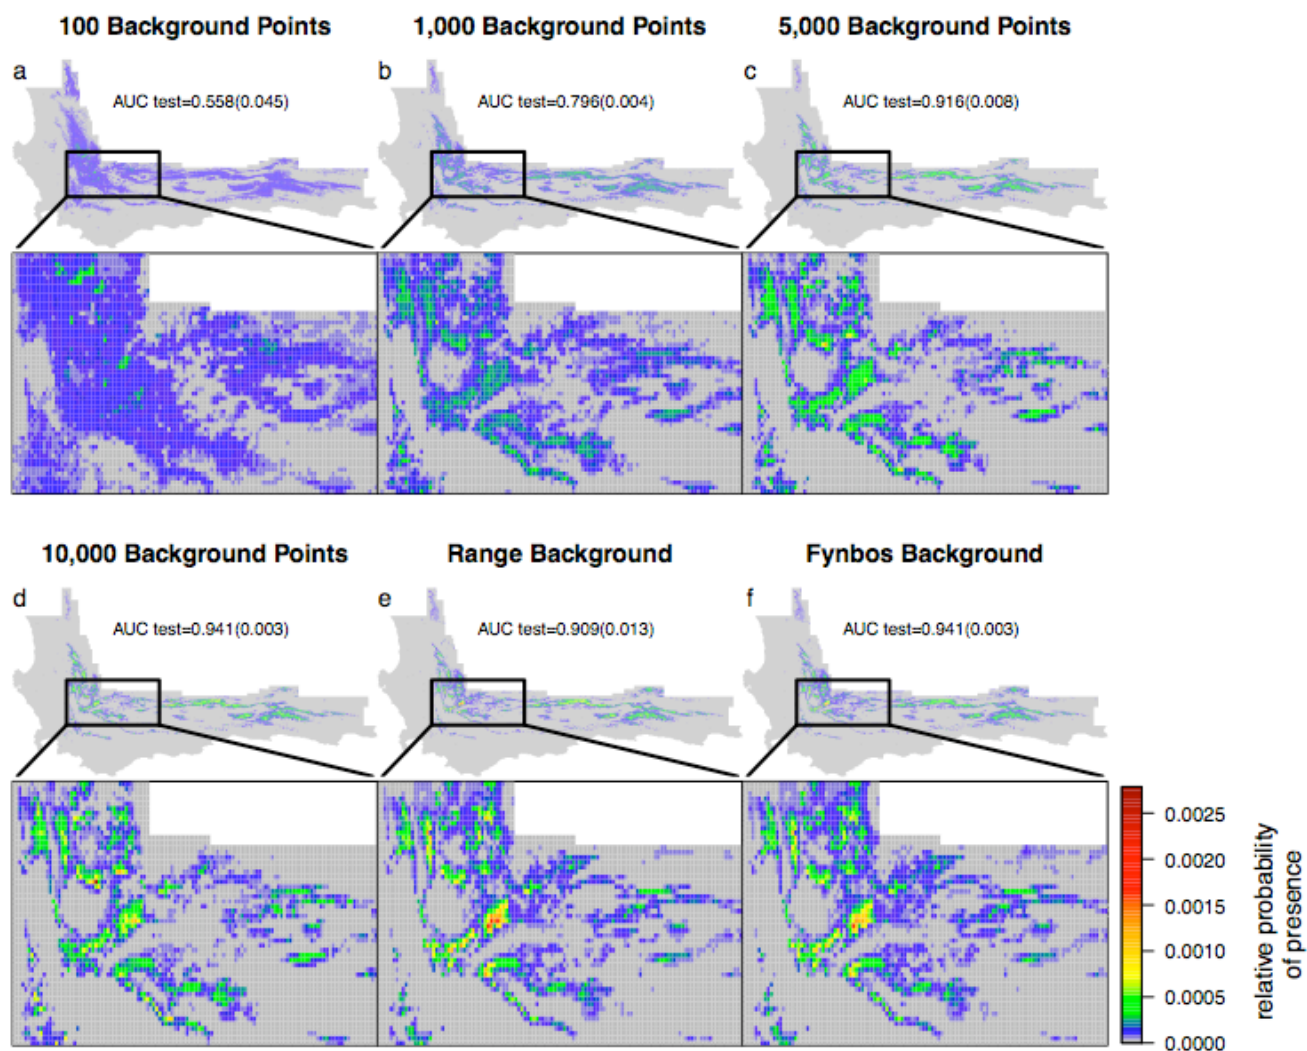 100 Background Points
1,000 Background Points
5,000 Background Points
a
AUC test=0.558(0.045)
b
AUC test=0.796(0.004)
c
AUC test=0.916(0.008)
10,000 Background Points
Range Background
Fynbos Background
d
AUC test=0.941(0.003)
e
AUC test=0.909(0.013)
f
AUC test=0.941(0.003)
0.0025
0.0020
0.0015
0.0010
0.0005
0.0000
relative probability
of presence